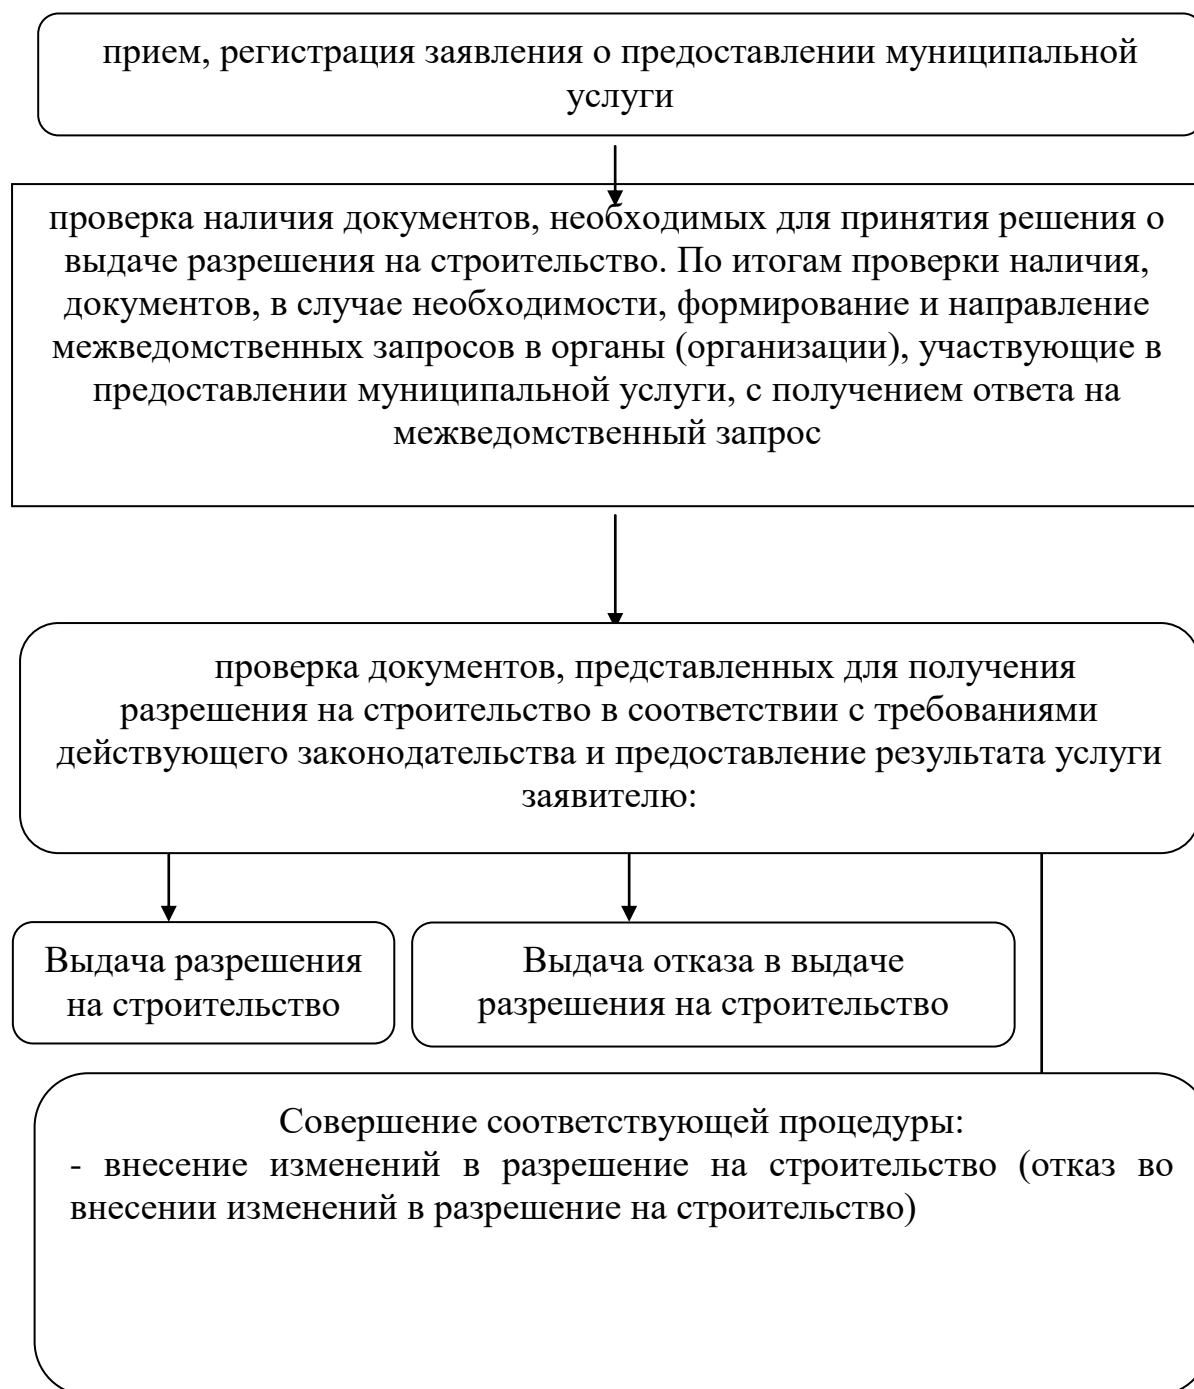 прием, регистрация заявления о предоставлении муниципальной
услуги
проверка наличия документов, необходимых для принятия решения о
выдаче разрешения на строительство. По итогам проверки наличия,
документов, в случае необходимости, формирование и направление
межведомственных запросов в органы (организации), участвующие в
предоставлении муниципальной услуги, с получением ответа на
межведомственный запрос
проверка документов, представленных для получения
разрешения на строительство в соответствии с требованиями
действующего законодательства и предоставление результата услуги
заявителю:
Выдача разрешения
на строительство
Выдача отказа в выдаче
разрешения на строительство
Совершение соответствующей процедуры:
- внесение изменений в разрешение на строительство (отказ во
внесении изменений в разрешение на строительство)